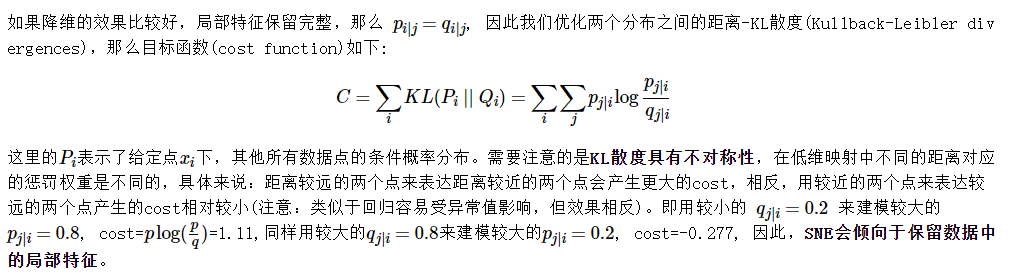 如果降维的效果比较好，局部特征保留完整，那么 $p_{i|j} = q_{i|j}$, 因此我们优化两个分布之间的距离-KL散度(Kullback-Leibler div
ergences)，那么目标函数(cost function)如下:
$C = \sum_i KL(P_i || Q_i) = \sum_i \sum_j p_{j|i} \log \frac{p_{j|i}}{q_{j|i}}$
这里的$P_i$表示了给定点$x_i$下，其他所有数据点的条件概率分布。需要注意的是KL散度具有不对称性，在低维映射中不同的距离对应
的惩罚权重是不同的，具体来说：距离较远的两个点来表达距离较近的两个点会产生更大的cost，相反，用较近的两个点来表达较
远的两个点产生的cost相对较小(注意：类似于回归容易受异常值影响，但效果相反)。即用较小的 $q_{j|i} = 0.2$ 来建模较大的
$p_{j|i} = 0.8$, cost=$p \log(\frac{p}{q})$=1.11,同样用较大的$q_{j|i} = 0.8$来建模较大的$p_{j|i} = 0.2$, cost=-0.277, 因此，SNE会倾向于保留数据中
的局部特征。